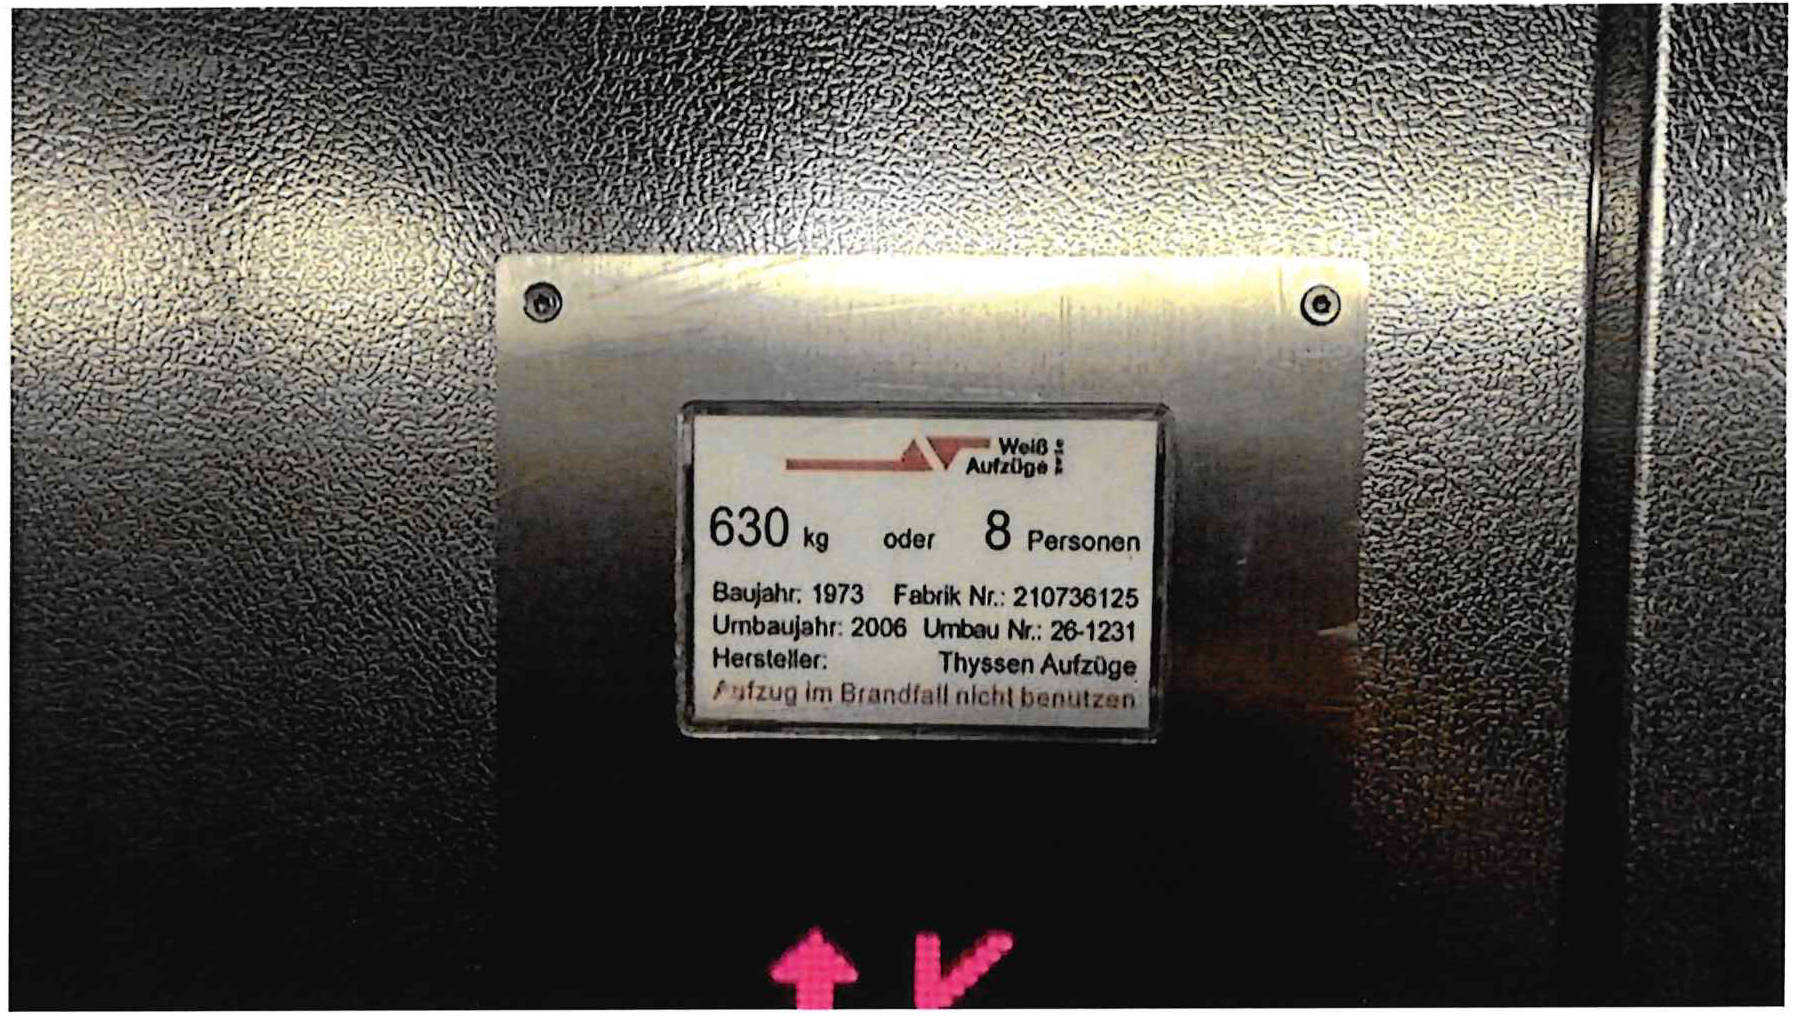 Weiß
Aufzüge
630 kg oder 8 Personen
Baujahr: 1973 Fabrik Nr.: 210736125
Umbaujahr: 2006 Umbau Nr.: 26-1231
Hersteller: Thyssen Aufzüge
Aufzug im Brandfall nicht benutzen
↑ K